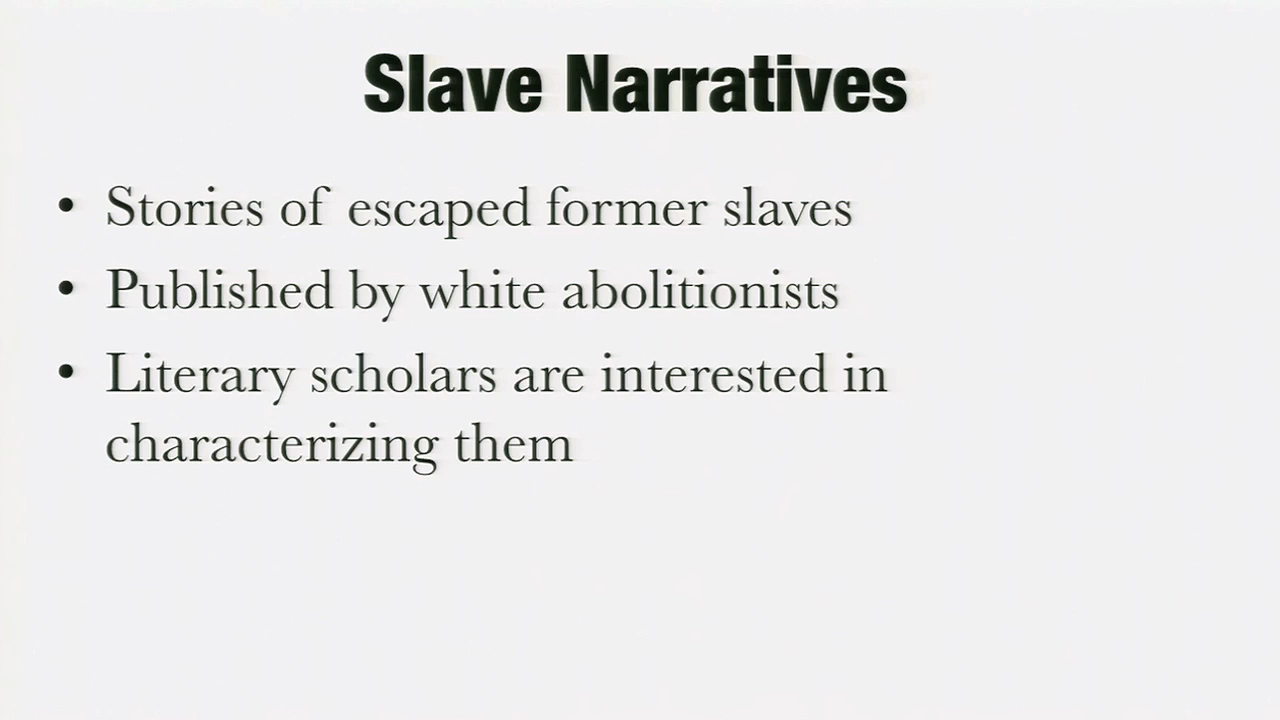 Slave Narratives
• Stories of escaped former slaves
• Published by white abolitionists
• Literary scholars are interested in
characterizing them